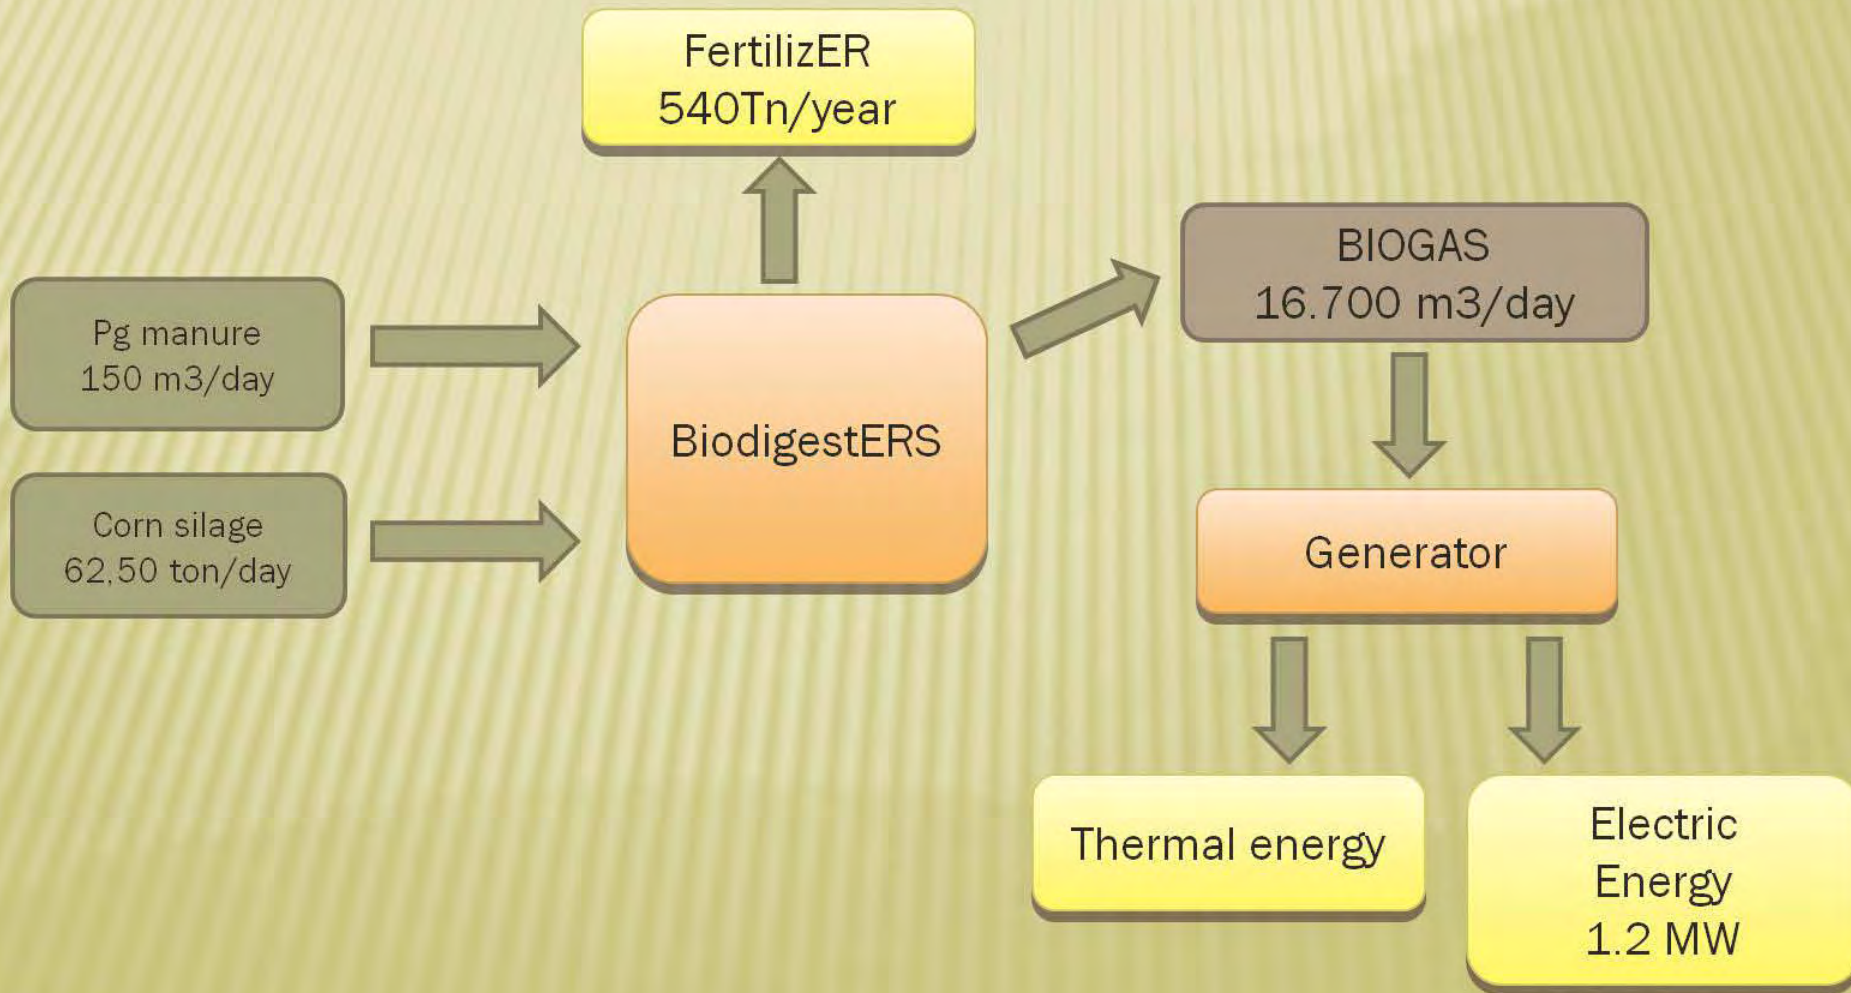 FertilizER
540Tn/year
Pg manure
150 m3/day
Corn silage
62,50 ton/day
BiodigestERS
BIOGAS
16.700 m3/day
Generator
Thermal energy
Electric
Energy
1.2 MW